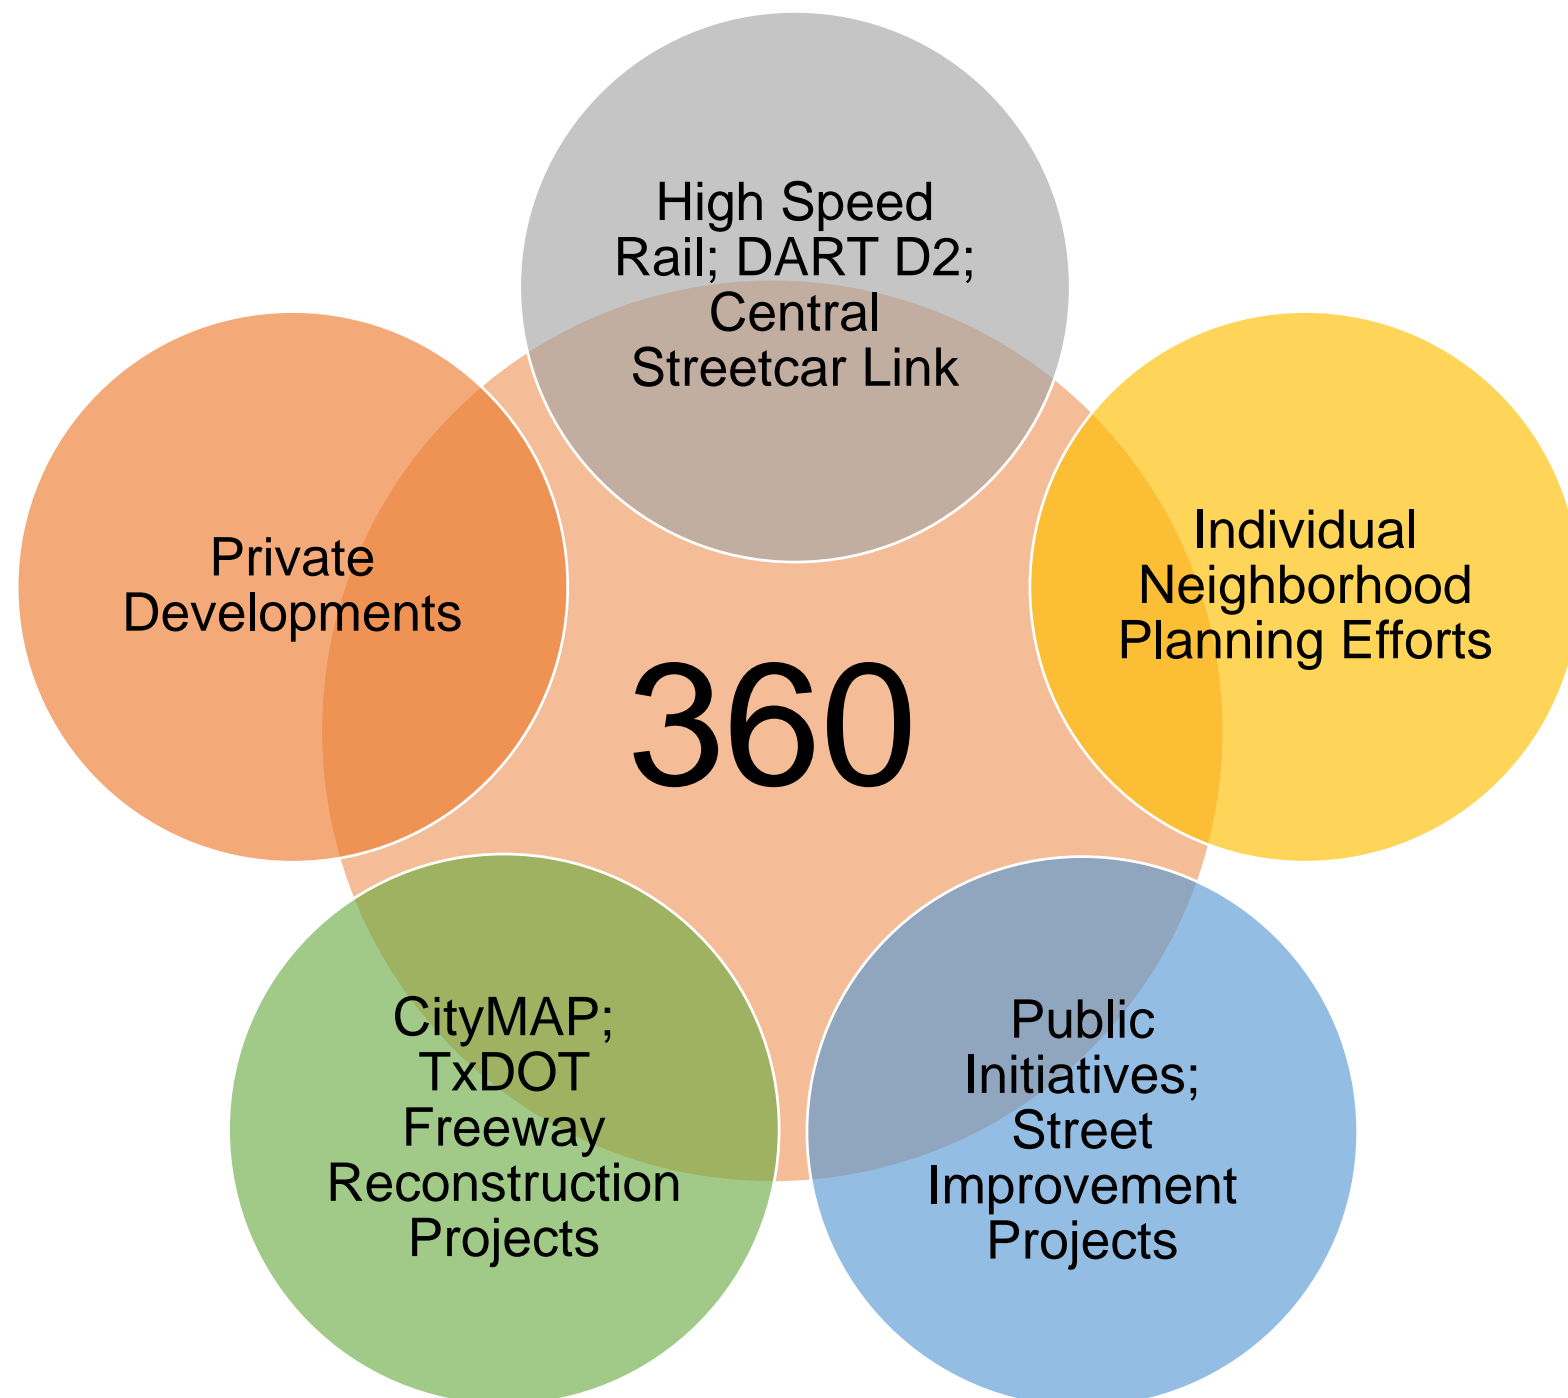 High Speed
Rail; DART D2;
Central
Streetcar Link
Individual
Neighborhood
Planning Efforts
Private
Developments
360
CityMAP;
TxDOT
Freeway
Reconstruction
Projects
Public
Initiatives;
Street
Improvement
Projects